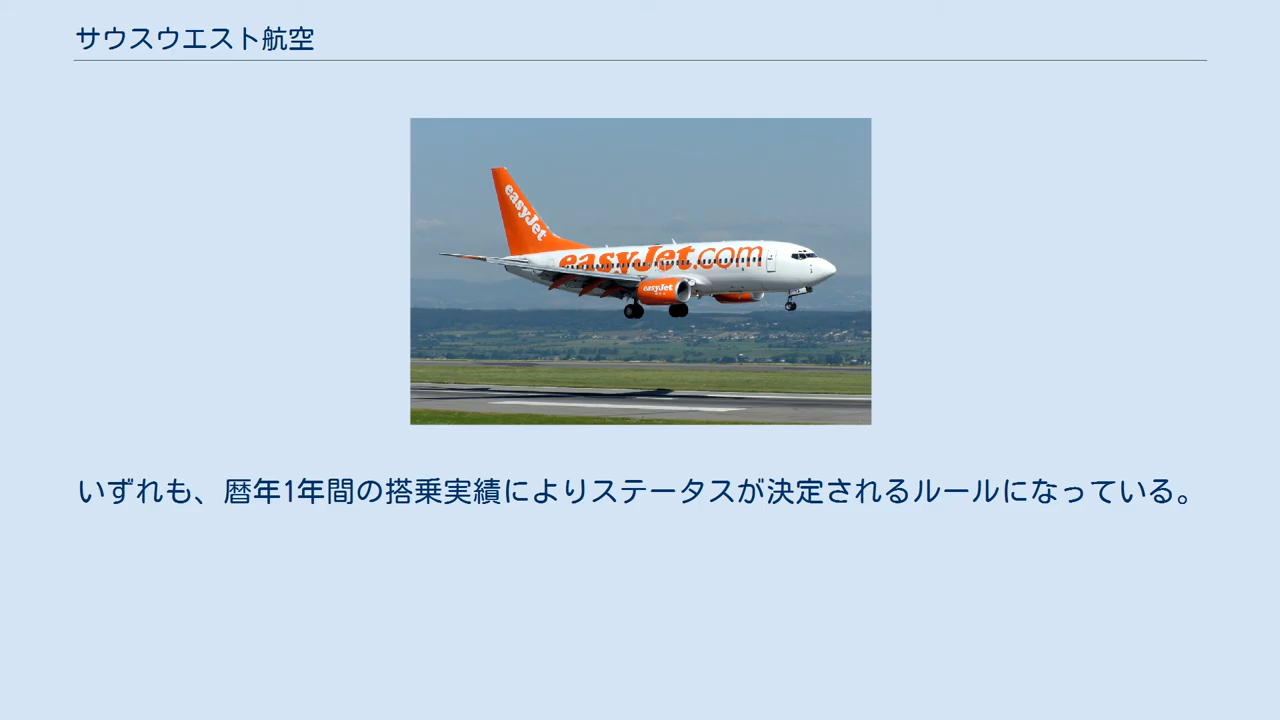 サウスウエスト航空
easyJet
easyJet.com
easyJet
いずれも、暦年1年間の搭乗実績によりステータスが決定されるルールになっている。